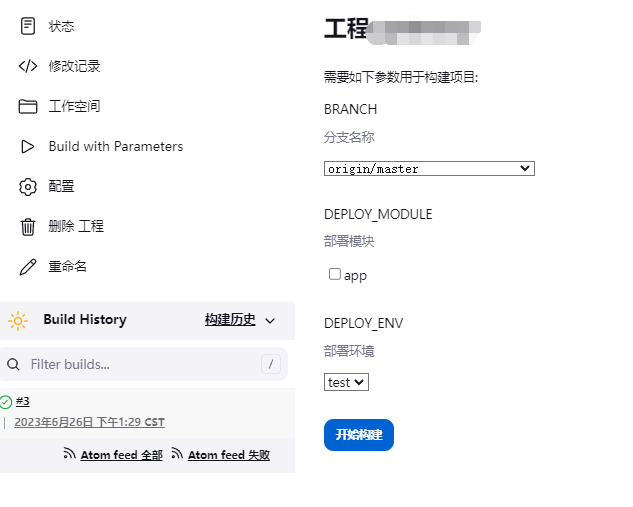 状态
修改记录
工作空间
Build with Parameters
配置
删除 工程
重命名
Build History
构建历史
Filter builds...
/
#3
2023年6月26日 下午1:29 CST
Atom feed 全部
Atom feed 失败
工程
需要如下参数用于构建项目:
BRANCH
分支名称
origin/master
DEPLOY_MODULE
部署模块
app
DEPLOY_ENV
部署环境
test
开始构建